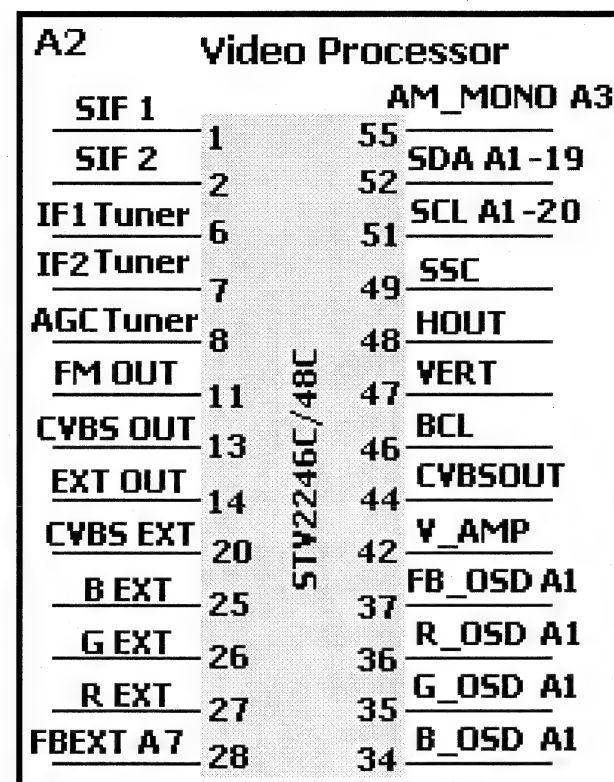 A2 Video Processor
SIF 1
1
SIF 2
2
IF1 Tuner
6
IF2 Tuner
7
AGC Tuner
8
FM OUT
11
CVBS OUT
13
EXT OUT
14
CVBS EXT
20
B EXT
25
G EXT
26
R EXT
27
FBEXT A7
28
STV2246C/48C
AM_MONO A3
55
SDA A1-19
52
SCL A1-20
51
SSC
49
HOUT
48
VERT
47
BCL
46
CVBSOUT
44
V_AMP
42
FB_OSD A1
37
R_OSD A1
36
G_OSD A1
35
B_OSD A1
34